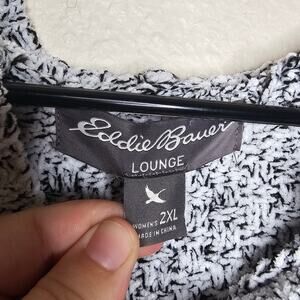 Eddie Bauer
LOUNGE
WOMEN'S 2XL
MADE IN CHINA